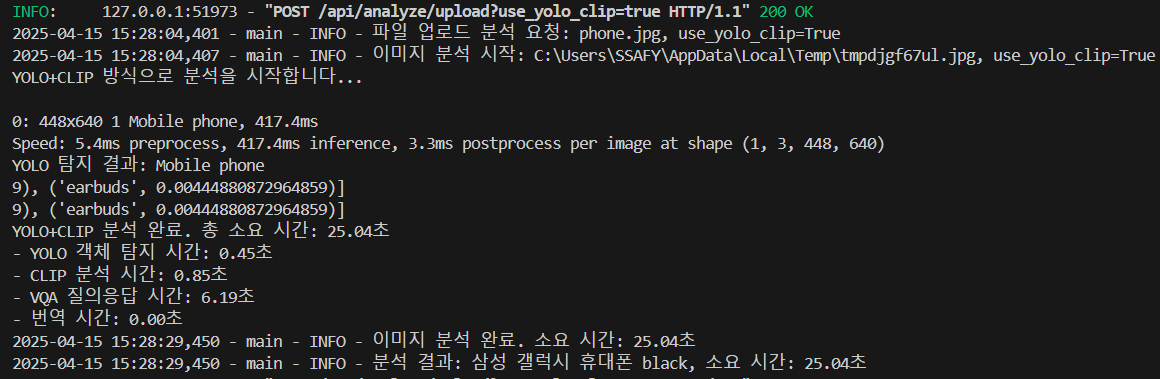 INFO:     127.0.0.1:51973 - "POST /api/analyze/upload?use_yolo_clip=true HTTP/1.1" 200 OK
2025-04-15 15:28:04,401 - main - INFO - 파일 업로드 분석 요청: phone.jpg, use_yolo_clip=True
2025-04-15 15:28:04,407 - main - INFO - 이미지 분석 시작: C:\Users\SSAFY\AppData\Local\Temp\tmpdjgf67ul.jpg, use_yolo_clip=True
YOLO+CLIP 방식으로 분석을 시작합니다...
0: 448x640 1 Mobile phone, 417.4ms
Speed: 5.4ms preprocess, 417.4ms inference, 3.3ms postprocess per image at shape (1, 3, 448, 640)
YOLO 탐지 결과: Mobile phone
9), ('earbuds', 0.00444880872964859)]
9), ('earbuds', 0.00444880872964859)]
YOLO+CLIP 분석 완료. 총 소요 시간: 25.04초
- YOLO 객체 탐지 시간: 0.45초
- CLIP 분석 시간: 0.85초
- VQA 질의응답 시간: 6.19초
- 번역 시간: 0.00초
2025-04-15 15:28:29,450 - main - INFO - 이미지 분석 완료. 소요 시간: 25.04초
2025-04-15 15:28:29,450 - main - INFO - 분석 결과: 삼성 갤럭시 휴대폰 black, 소요 시간: 25.04초